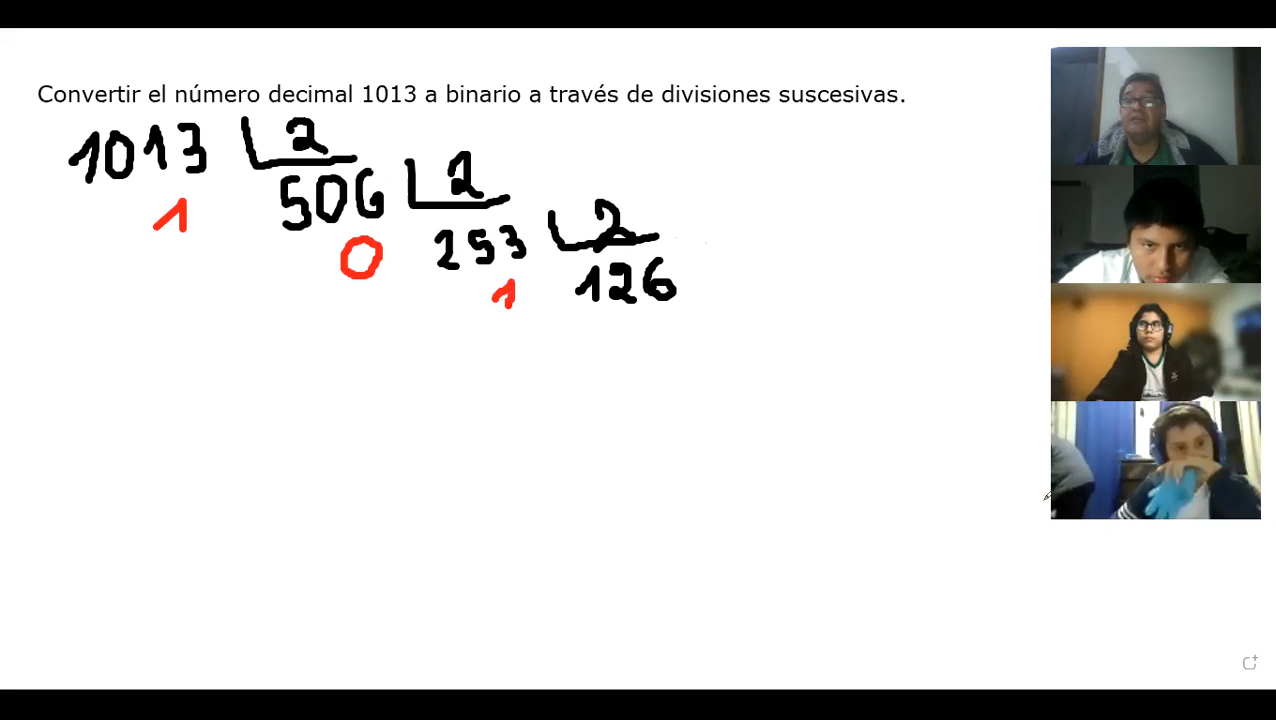 Convertir el número decimal 1013 a binario a través de divisiones suscesivas.
1013 2
1 506 2
0 253 2
1 126